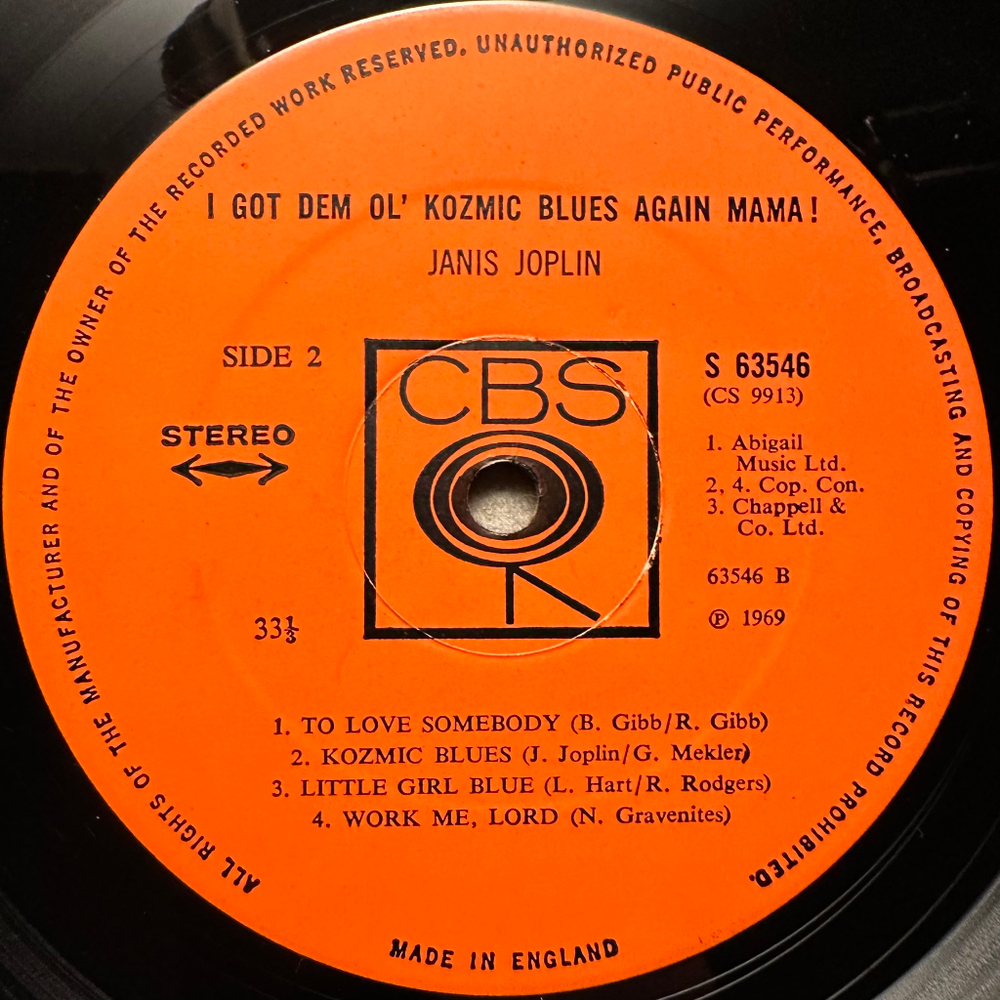 ALL RIGHTS OF THE MANUFACTURER AND OF THE OWNER OF THE RECORDED WORK RESERVED. UNAUTHORIZED PUBLIC PERFORMANCE, BROADCASTING AND COPYING OF THIS RECORD PROHIBITED.
I GOT DEM OL' KOZMIC BLUES AGAIN MAMA!
JANIS JOPLIN
SIDE 2
STEREO
33⅓
CBS
S 63546
(CS 9913)
1. Abigail
Music Ltd.
2, 4. Cop. Con.
3. Chappell &
Co. Ltd.
63546 B
℗ 1969
1. TO LOVE SOMEBODY (B. Gibb/R. Gibb)
2. KOZMIC BLUES (J. Joplin/G. Mekler)
3. LITTLE GIRL BLUE (L. Hart/R. Rodgers)
4. WORK ME, LORD (N. Gravenites)
MADE IN ENGLAND